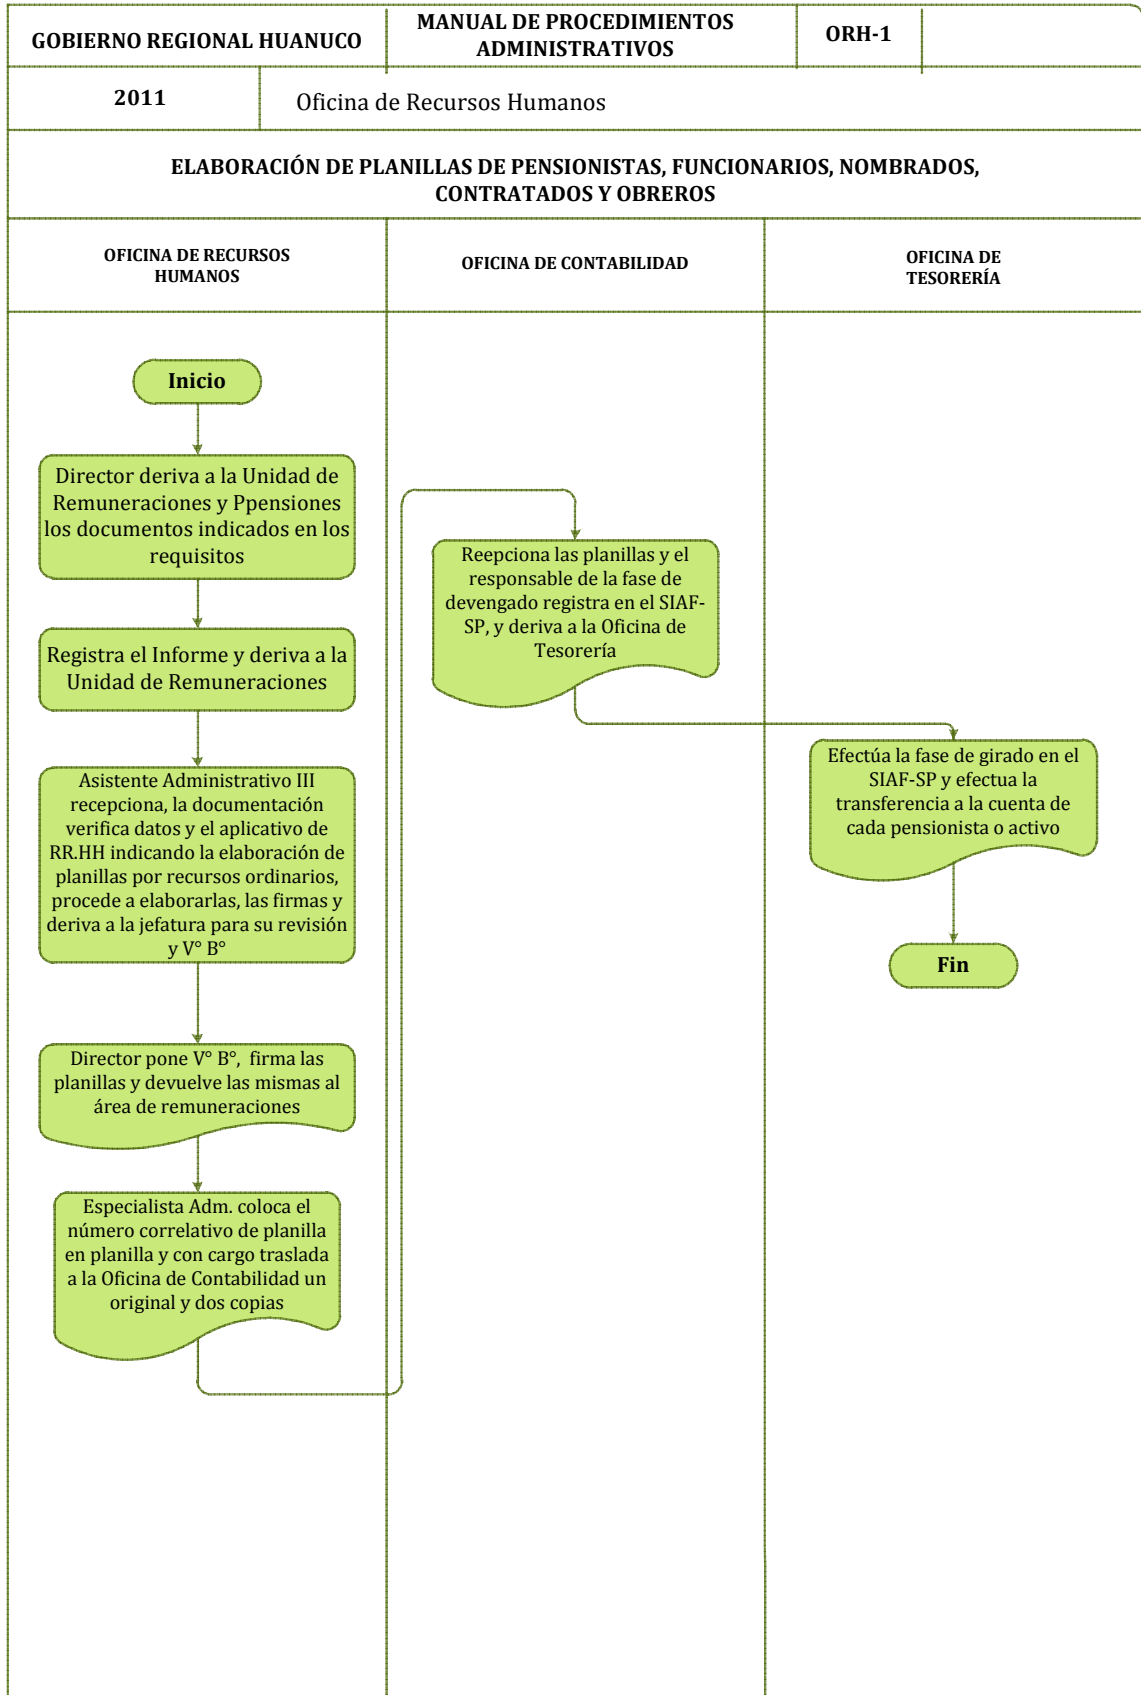 GOBIERNO REGIONAL HUANUCO
MANUAL DE PROCEDIMIENTOS
ADMINISTRATIVOS
ORH-1
2011
Oficina de Recursos Humanos
ELABORACIÓN DE PLANILLAS DE PENSIONISTAS, FUNCIONARIOS, NOMBRADOS,
CONTRATADOS Y OBREROS
OFICINA DE RECURSOS
HUMANOS
OFICINA DE CONTABILIDAD
OFICINA DE
TESORERÍA
Inicio
Director deriva a la Unidad de
Remuneraciones y Ppensiones
los documentos indicados en los
requisitos
Registra el Informe y deriva a la
Unidad de Remuneraciones
Asistente Administrativo III
recepciona, la documentación
verifica datos y el aplicativo de
RR.HH indicando la elaboración de
planillas por recursos ordinarios,
procede a elaborarlas, las firmas y
deriva a la jefatura para su revisión
y V° B°
Director pone V° B°, firma las
planillas y devuelve las mismas al
área de remuneraciones
Especialista Adm. coloca el
número correlativo de planilla
en planilla y con cargo traslada
a la Oficina de Contabilidad un
original y dos copias
Reepciona las planillas y el
responsable de la fase de
devengado registra en el SIAF-
SP, y deriva a la Oficina de
Tesorería
Efectúa la fase de girado en el
SIAF-SP y efectua la
transferencia a la cuenta de
cada pensionista o activo
Fin